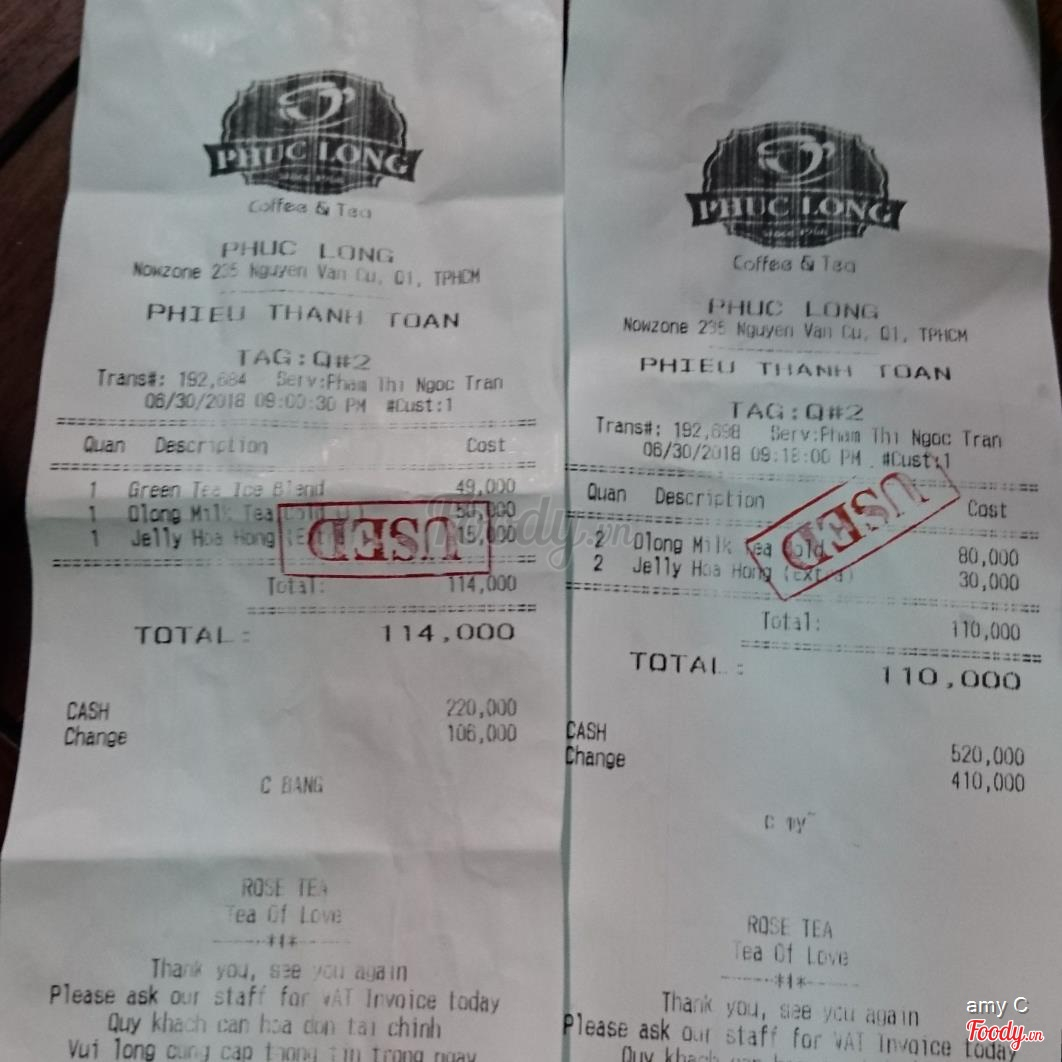 PHUC LONG
Coffee & Tea
PHUC LONG
Nowzone 235 Nguyen Van Cu, Q1, TPHCM
PHIEU THANH TOAN
TAG:Q#2
Trans#: 192,684 Serv:Pham Thi Ngoc Tran
06/30/2018 09:00:30 PM #Cust:1
Quan Description Cost
1 Green Tea Ice Blend 49,000
1 Olong Milk Tea 50,000
1 Jelly Hoa Hong 15,000
USED
Total: 114,000
TOTAL: 114,000
CASH 220,000
Change 106,000
C BANG
ROSE TEA
Tea Of Love
Thank you, see you again
Please ask our staff for VAT Invoice today
Quy khach can hoa don tai chinh
Vui long cung cap thong tin trong ngay
PHUC LONG
since 1968
Coffee & Tea
PHUC LONG
Nowzone 235 Nguyen Van Cu, Q1, TPHCM
PHIEU THANH TOAN
TAG:Q#2
Trans#: 192,698 Serv:Pham Thi Ngoc Tran
06/30/2018 09:18:00 PM #Cust:1
Quan Description Cost
2 Olong Milk Tea Cold 80,000
2 Jelly Hoa Hong (Extra) 30,000
USED
Total: 110,000
TOTAL: 110,000
CASH 520,000
Change 410,000
C my~
ROSE TEA
Tea Of Love
--*1*--
Thank you, see you again
Please ask our staff for VAT Invoice today
Quy khach can hoa
Foody.vn
amy C
Foody.vn